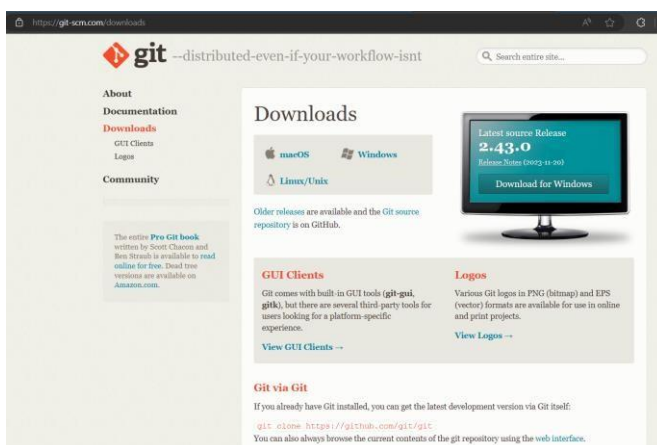 https://git-scm.com/downloads
git --distributed-even-if-your-workflow-isnt
Search entire site...
About
Documentation
Downloads
GUI Clients
Logos
Community
The entire Pro Git book
written by Scott Chacon and
Ben Straub is available to read
online for free. Dead tree
versions are available on
Amazon.com.
Downloads
macOS
Windows
Linux/Unix
Older releases are available and the Git source
repository is on GitHub.
Latest source Release
2.43.0
Release Notes (2023-11-20)
Download for Windows
GUI Clients
Git comes with built-in GUI tools (git-gui,
gitk), but there are several third-party tools for
users looking for a platform-specific
experience.
View GUI Clients →
Logos
Various Git logos in PNG (bitmap) and EPS
(vector) formats are available for use in online
and print projects.
View Logos →
Git via Git
If you already have Git installed, you can get the latest development version via Git itself:
git clone https://github.com/git/git
You can also always browse the current contents of the git repository using the web interface.